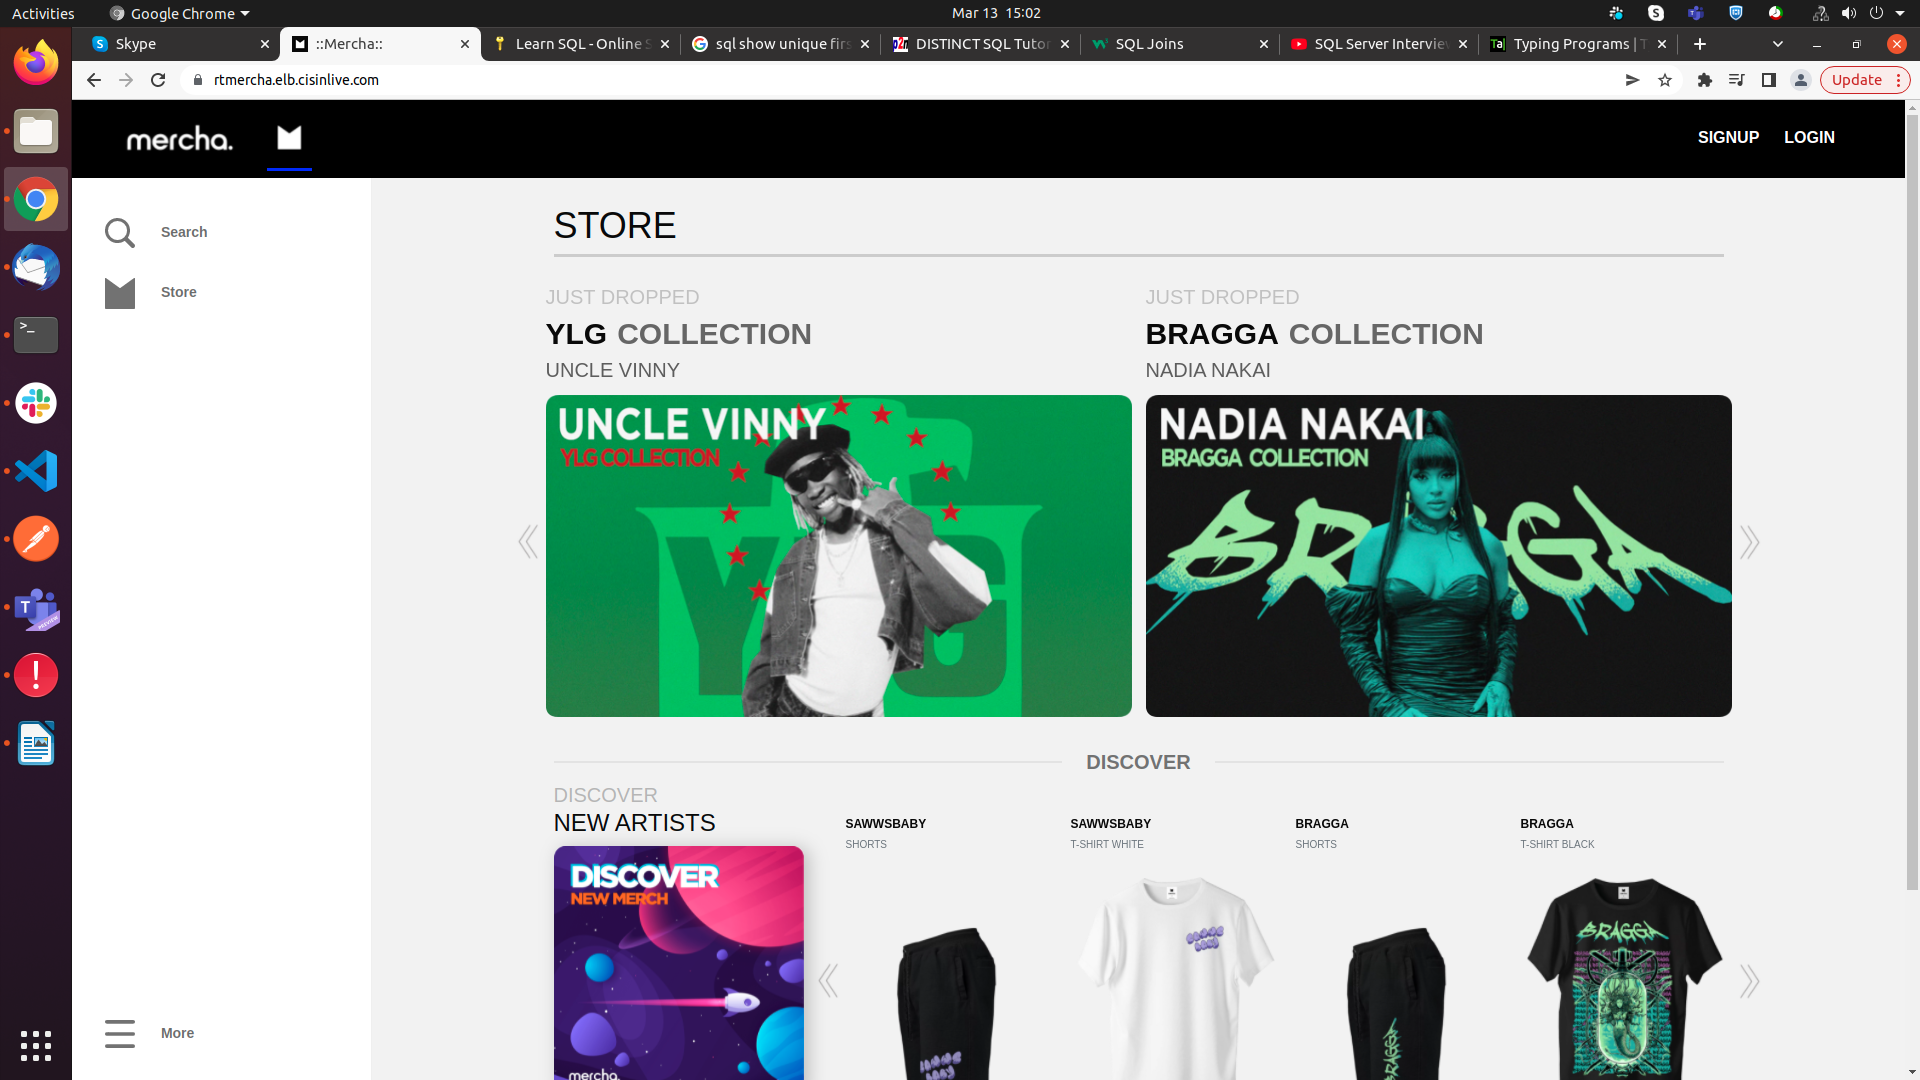 Activities
Google Chrome
Mar 13 15:02
Skype
::Mercha::
Learn SQL - Online S
sql show unique firs
DISTINCT SQL Tutor
SQL Joins
SQL Server Interview
Typing Programs | T
rtmercha.elb.cisinlive.com
Update
mercha.
SIGNUP
LOGIN
Search
Store
More
STORE
JUST DROPPED
YLG COLLECTION
UNCLE VINNY
UNCLE VINNY
YLG COLLECTION
YLG
JUST DROPPED
BRAGGA COLLECTION
NADIA NAKAI
NADIA NAKAI
BRAGGA COLLECTION
BRAGGA
DISCOVER
DISCOVER
NEW ARTISTS
DISCOVER
NEW MERCH
mercha.
SAWWSBABY
SHORTS
SAWWSBABY
T-SHIRT WHITE
BRAGGA
SHORTS
BRAGGA
BRAGGA
T-SHIRT BLACK
BRAGGA